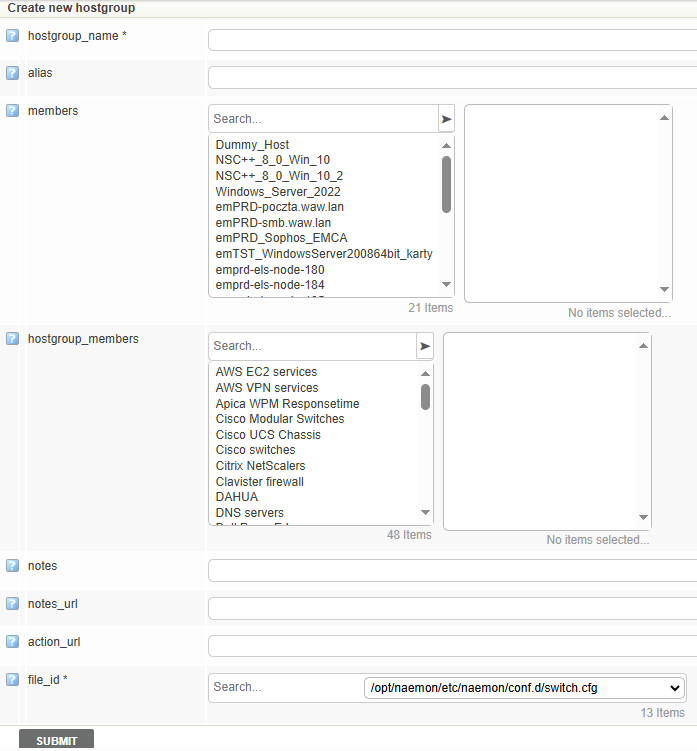 Create new hostgroup
? hostgroup_name *
? alias
? members
Search...
Dummy_Host
NSC++_8_0_Win_10
NSC++_8_0_Win_10_2
Windows_Server_2022
emPRD-poczta.waw.lan
emPRD-smb.waw.lan
emPRD_Sophos_EMCA
emTST_WindowsServer200864bit_karty
emprd-els-node-180
emprd-els-node-184
21 Items
No items selected...
? hostgroup_members
Search...
AWS EC2 services
AWS VPN services
Apica WPM Responsetime
Cisco Modular Switches
Cisco UCS Chassis
Cisco switches
Citrix NetScalers
Clavister firewall
DAHUA
DNS servers
48 Items
No items selected...
? notes
? notes_url
? action_url
? file_id *
Search...
/opt/naemon/etc/naemon/conf.d/switch.cfg
13 Items
SUBMIT